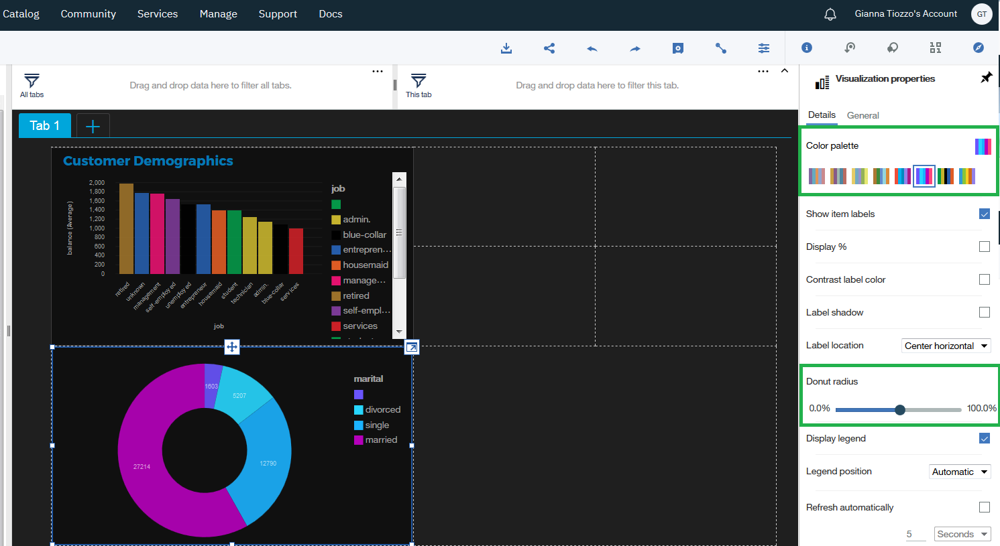 Catalog Community Services Manage Support Docs Gianna Tiozzo's Account GT
All tabs Drag and drop data here to filter all tabs. This tab Drag and drop data here to filter this tab.
Tab 1
Customer Demographics
balance (Average)
2,000
1,800
1,600
1,400
1,200
1,000
800
600
400
200
0
retired
unknown
management
self-employed
unemployed
entrepreneur
housemaid
student
technician
admin.
blue-collar
services
job
job
admin.
blue-collar
entrepren...
housemaid
manage...
retired
self-empl...
services
1603
5207
12790
27214
marital
divorced
single
married
Visualization properties
Details General
Color palette
Show item labels
Display %
Contrast label color
Label shadow
Label location Center horizontal
Donut radius
0.0% 100.0%
Display legend
Legend position Automatic
Refresh automatically
5 Seconds